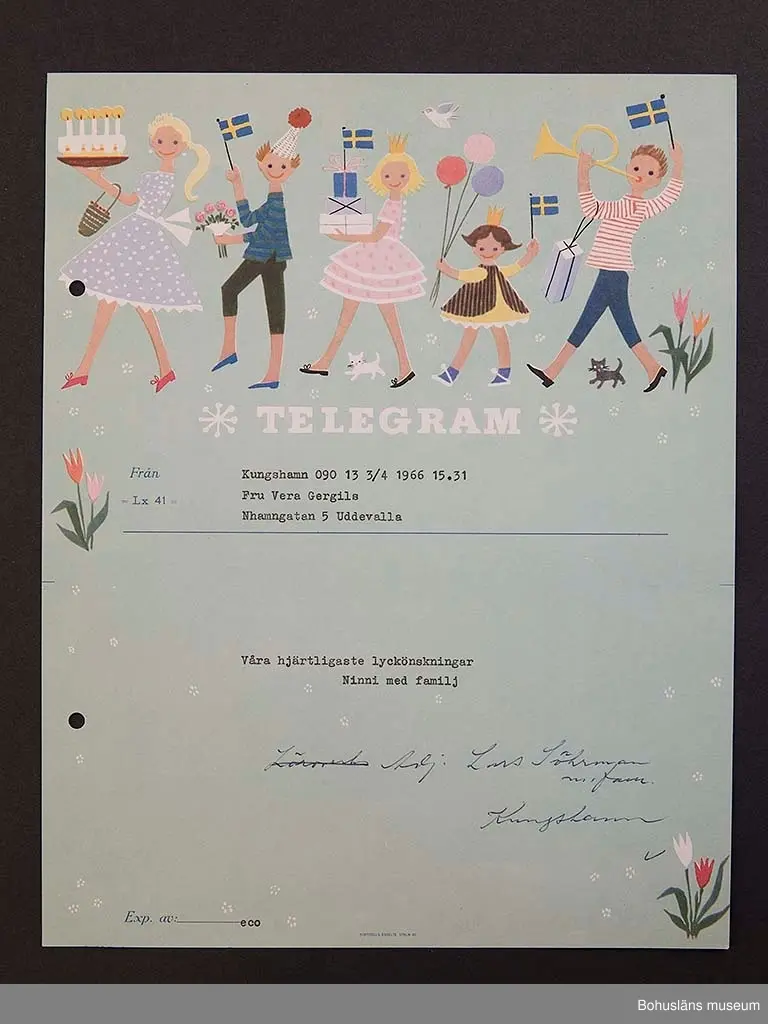 TELEGRAM
Från Kungshamn 090 13 3/4 1966 15.31
= Lx 41 = Fru Vera Gergils
Nhamngatan 5 Uddevalla
Våra hjärtligaste lyckönskningar
Ninni med familj
Adj. Lars Söhrman
m. fam.
Kungshamn
Exp. av: eco
Bohusläns museum